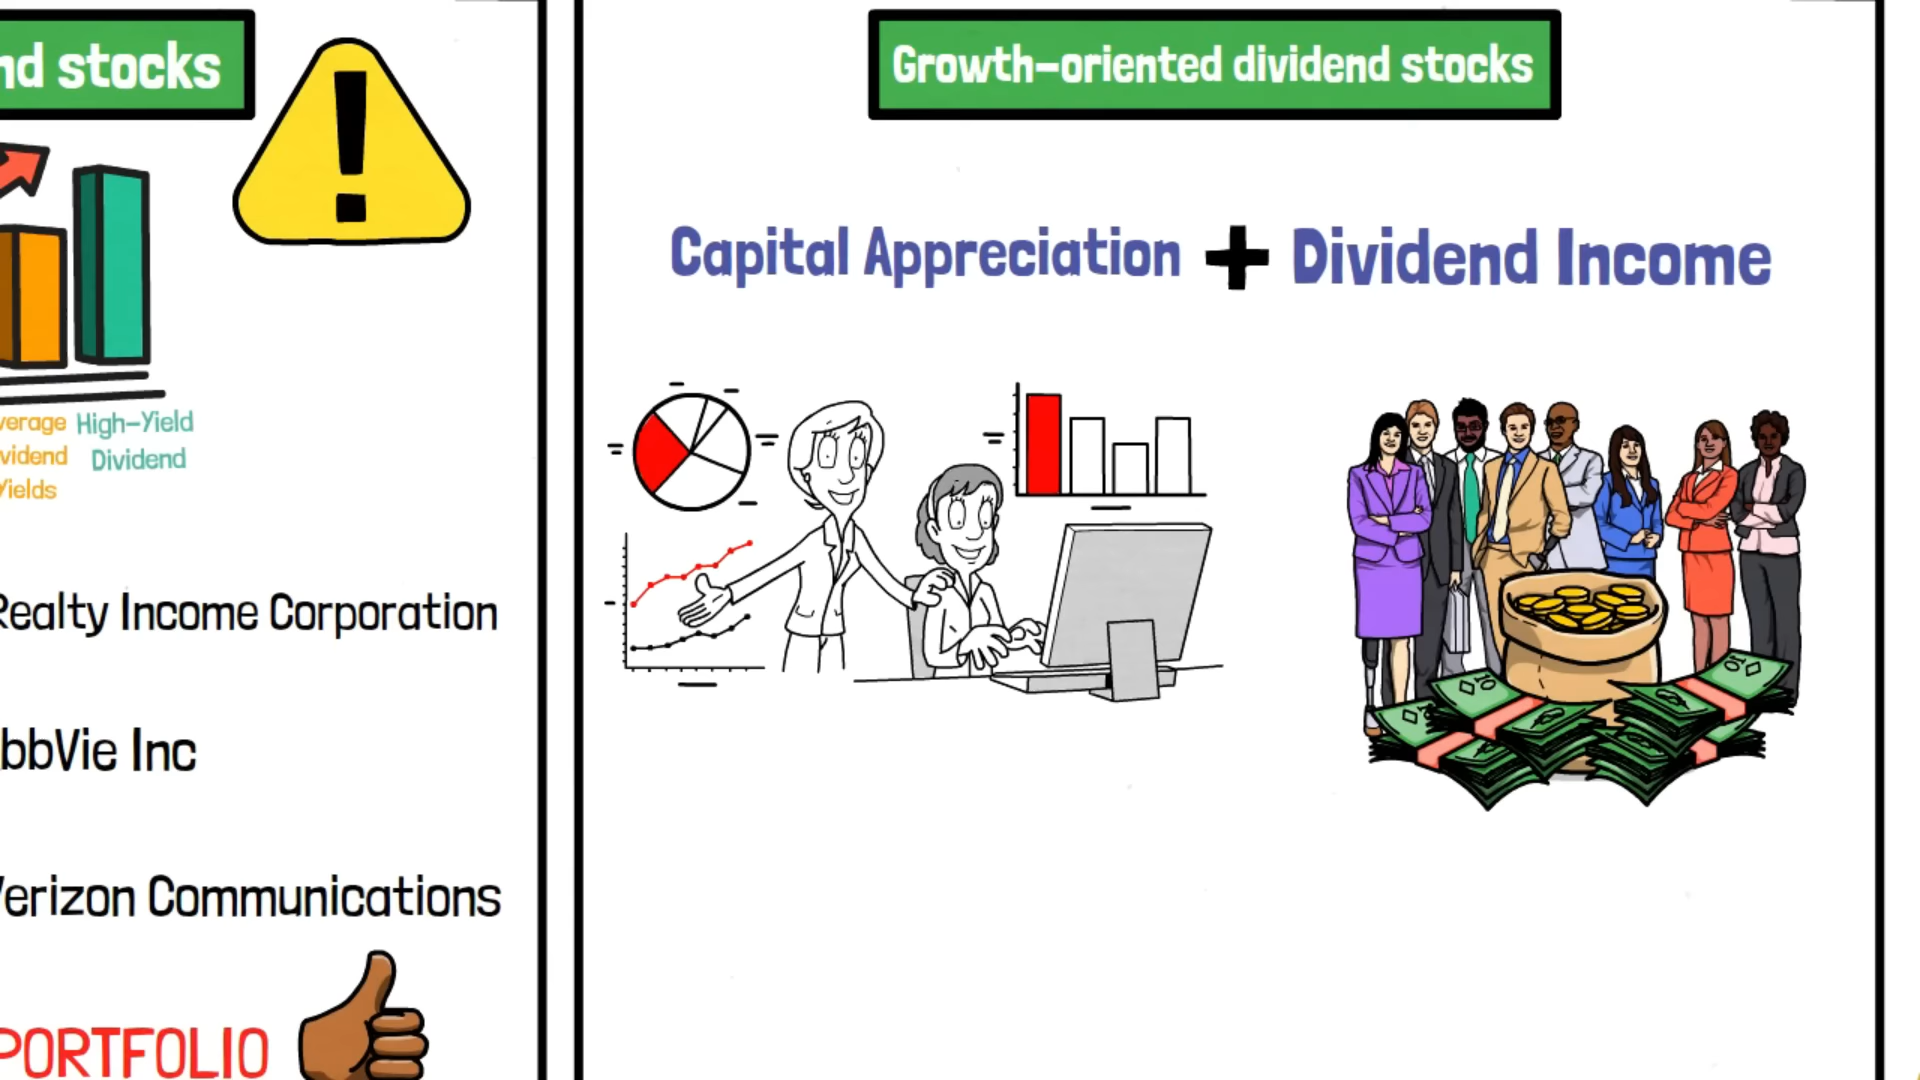 nd stocks
verage
vidend
Yields
High-Yield
Dividend
Realty Income Corporation
bbVie Inc
Verizon Communications
PORTFOLIO
Growth-oriented dividend stocks
Capital Appreciation + Dividend Income